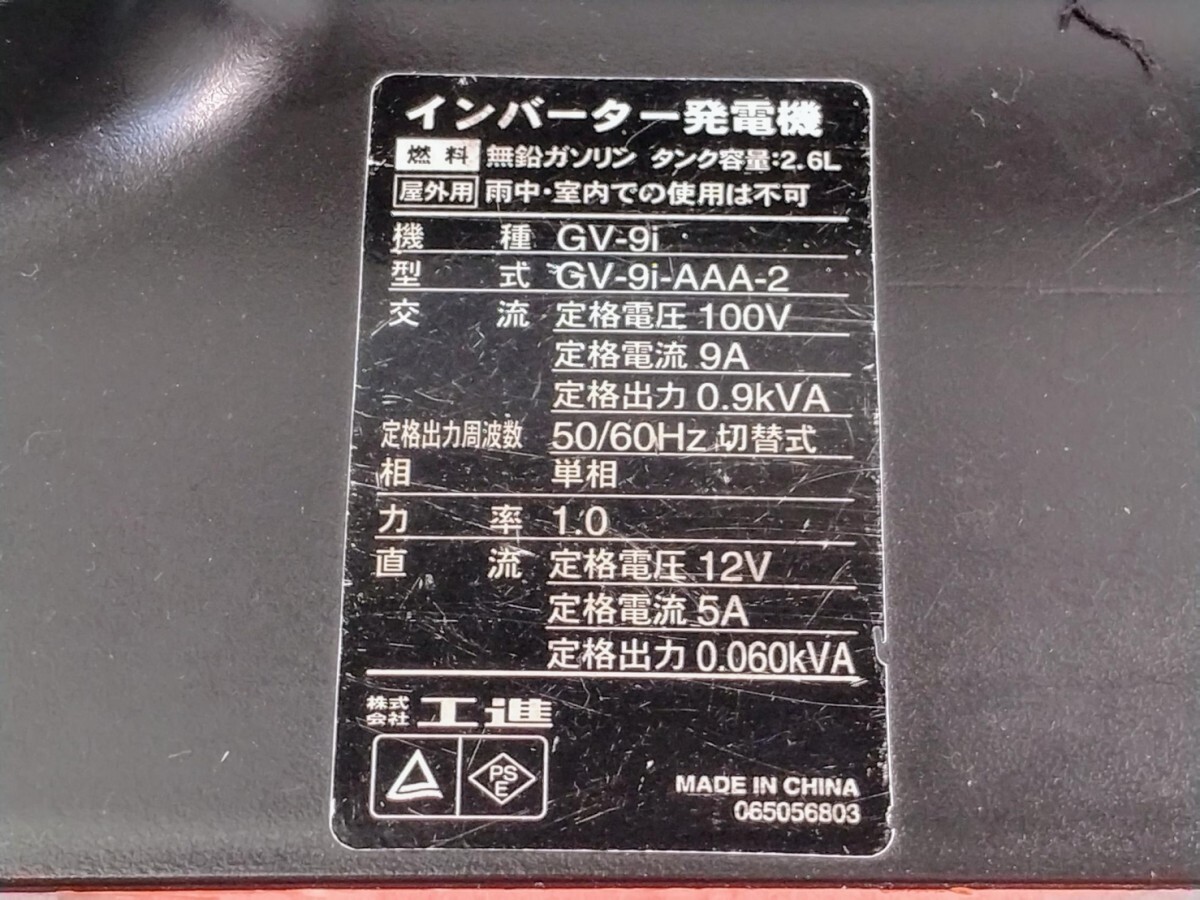 インバーター発電機
燃料 無鉛ガソリン タンク容量:2.6L
屋外用 雨中・室内での使用は不可
機種 GV-9i
型式 GV-9i-AAA-2
交流 定格電圧 100V
定格電流 9A
定格出力 0.9kVA
定格出力周波数 50/60Hz 切替式
相 単相
力率 1.0
直流 定格電圧 12V
定格電流 5A
定格出力 0.060kVA
株式会社 工進
PSE
MADE IN CHINA
065056803